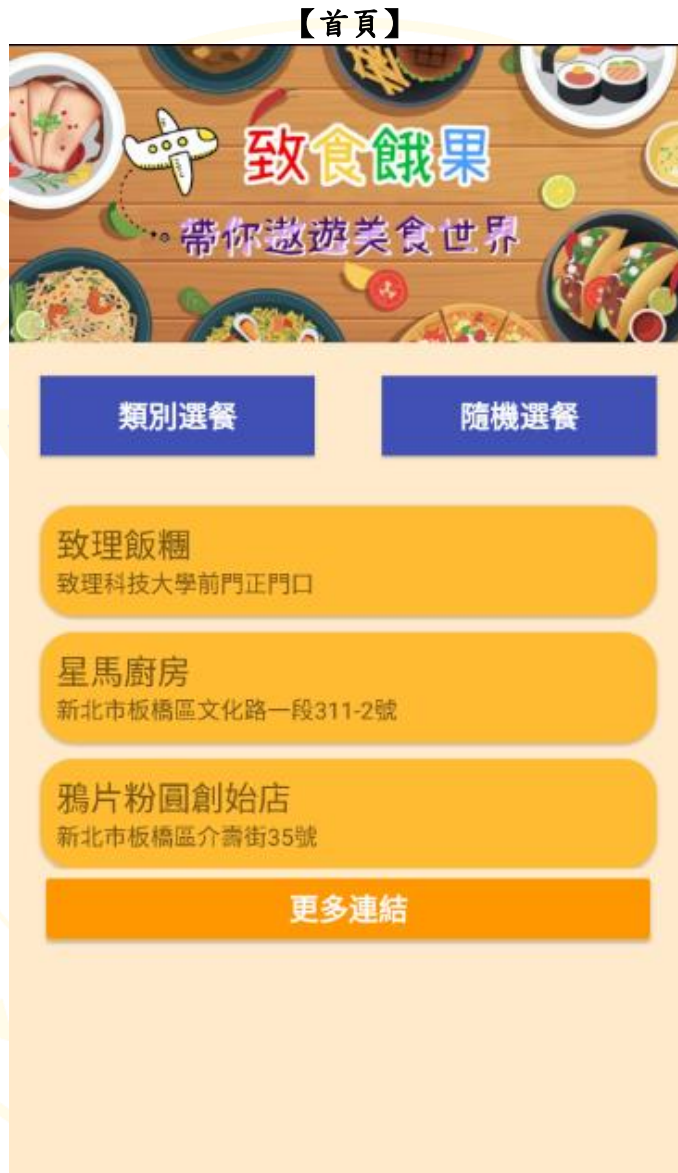 【首頁】
致食餓果
帶你遨遊美食世界
類別選餐
隨機選餐
致理飯糰
致理科技大學前門正門口
星馬廚房
新北市板橋區文化路一段311-2號
鴉片粉圓創始店
新北市板橋區介壽街35號
更多連結